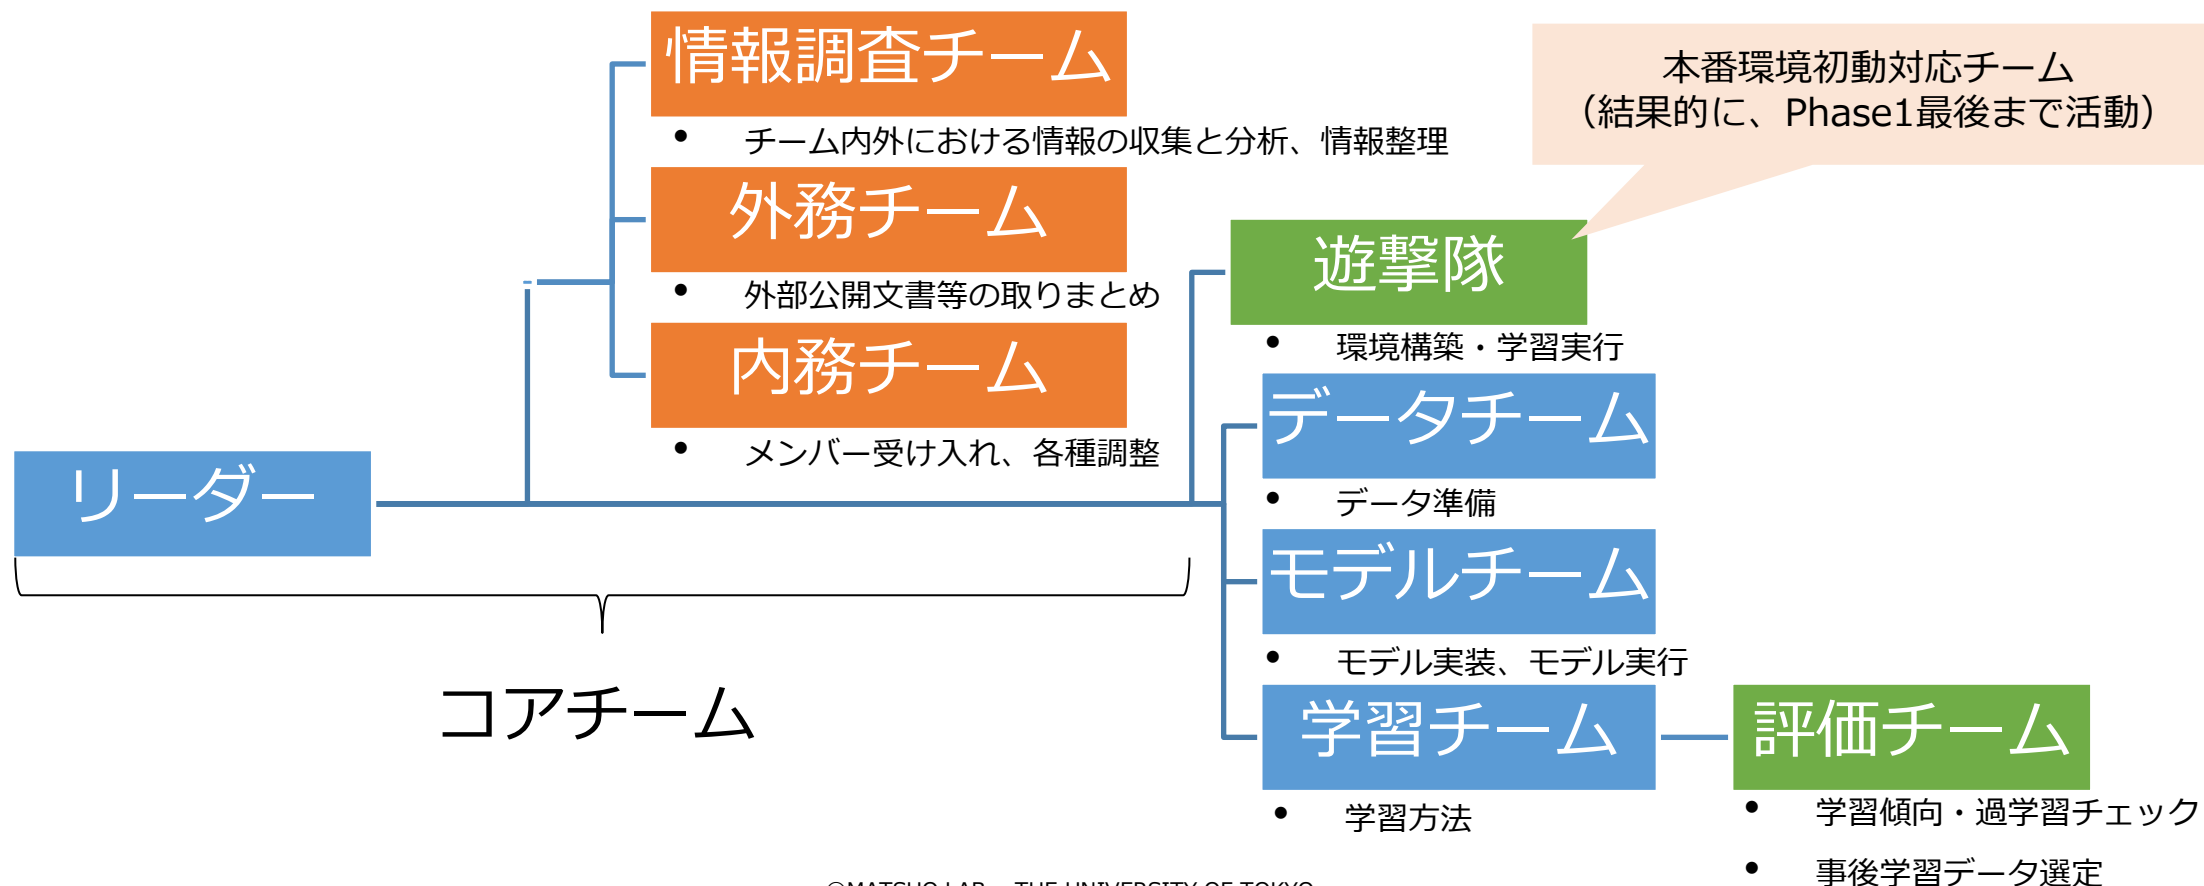 情報調査チーム
• チーム内外における情報の収集と分析、情報整理
外務チーム
• 外部公開文書等の取りまとめ
内務チーム
• メンバー受け入れ、各種調整
リーダー
コアチーム
本番環境初動対応チーム
（結果的に、Phase1最後まで活動）
遊撃隊
• 環境構築・学習実行
データチーム
• データ準備
モデルチーム
• モデル実装、モデル実行
学習チーム
• 学習方法
評価チーム
• 学習傾向・過学習チェック
• 事後学習データ選定
©MATSUO LAB., THE UNIVERSITY OF TOKYO